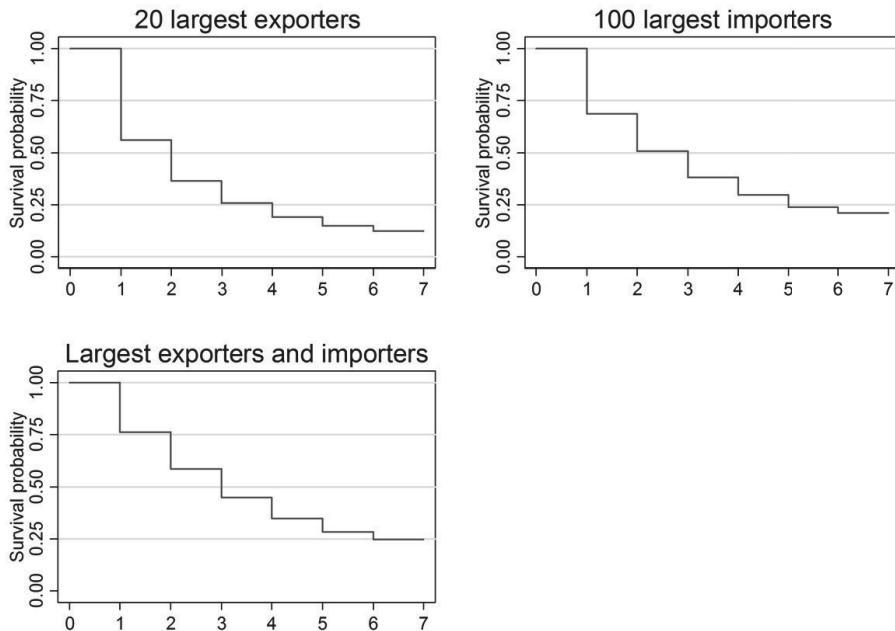 20 largest exporters
Survival probability
1.00
0.75
0.50
0.25
0.00
0 1 2 3 4 5 6 7
100 largest importers
Survival probability
1.00
0.75
0.50
0.25
0.00
0 1 2 3 4 5 6 7
Largest exporters and importers
Survival probability
1.00
0.75
0.50
0.25
0.00
0 1 2 3 4 5 6 7